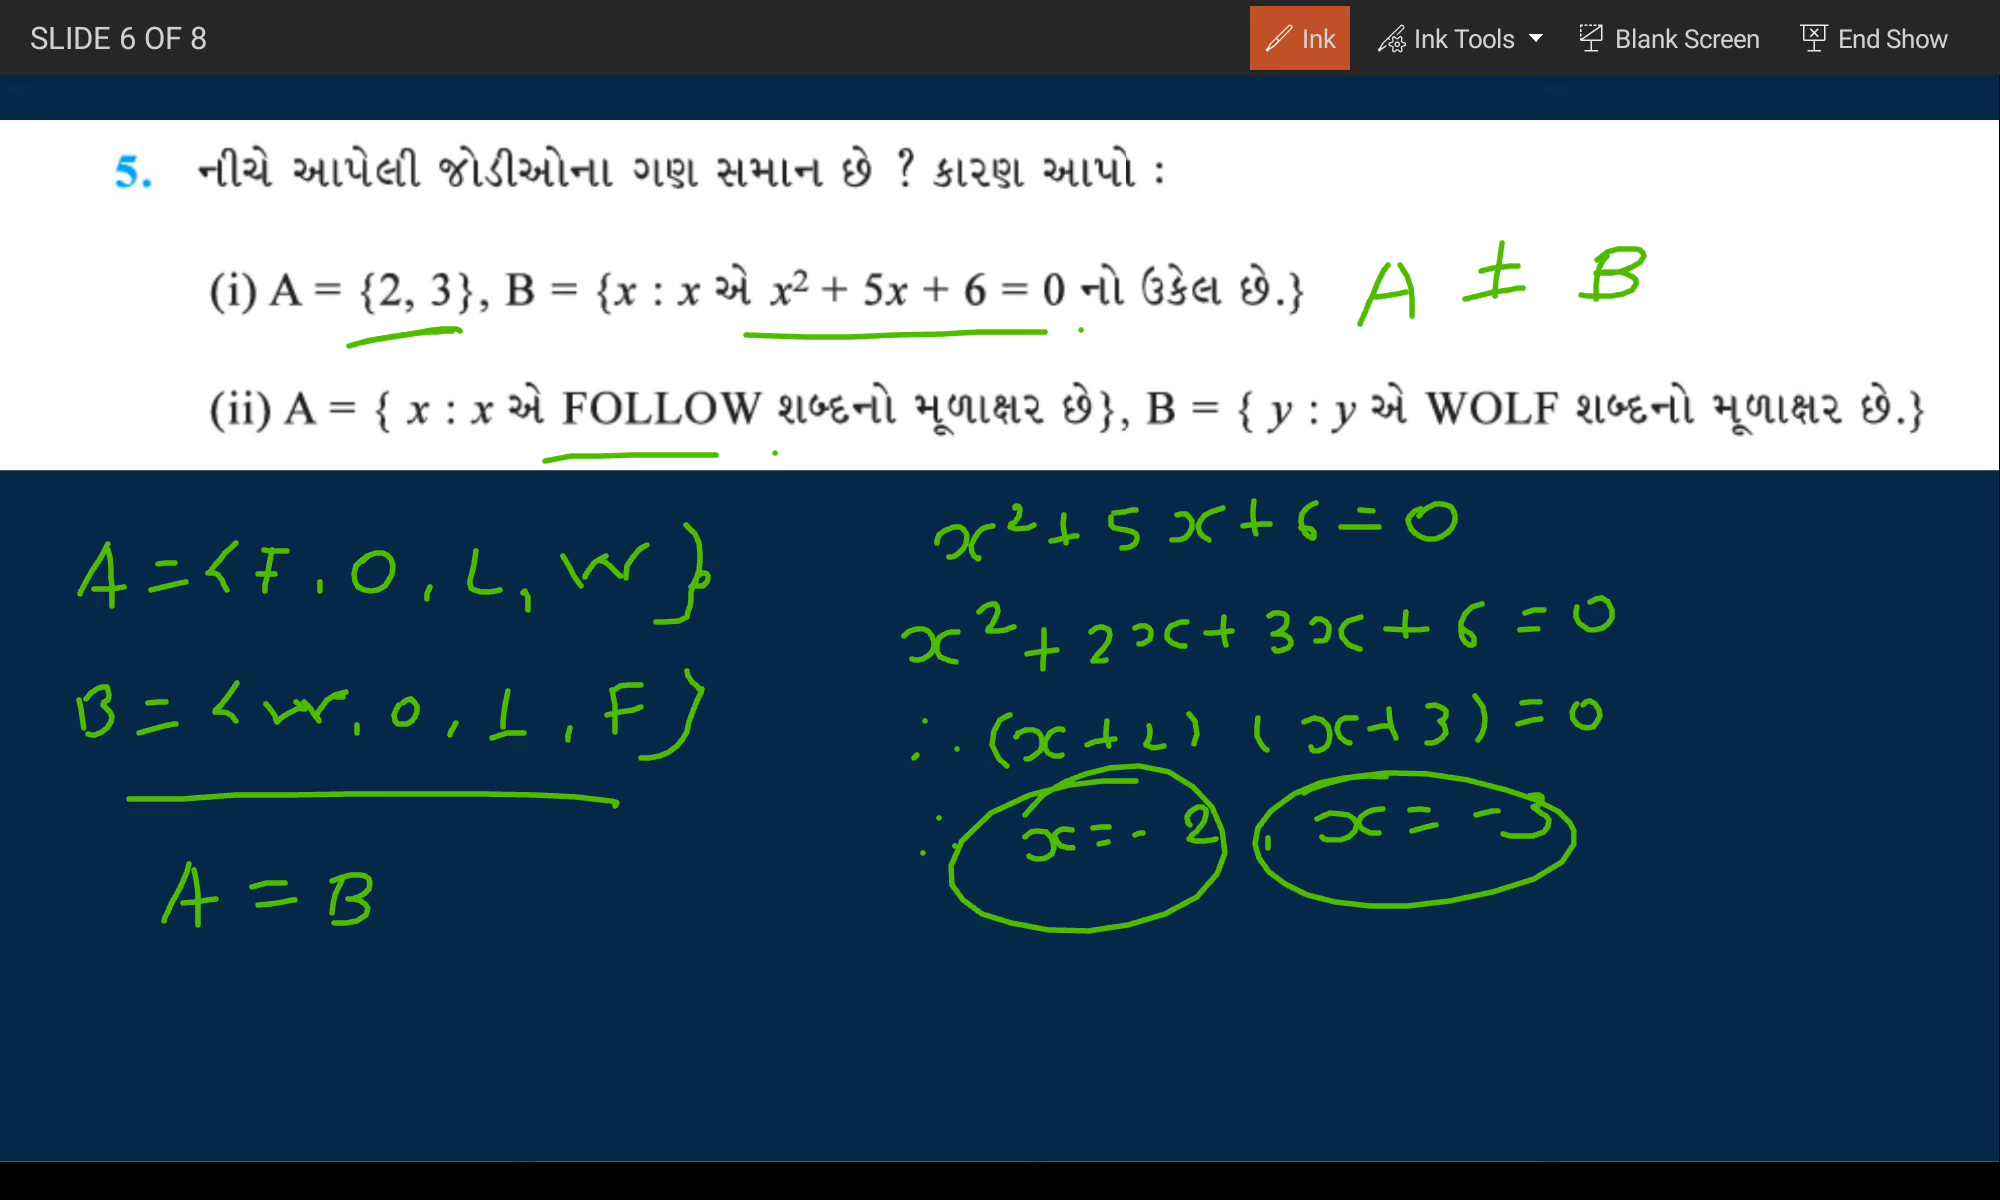 SLIDE 6 OF 8
Ink
Ink Tools
Blank Screen
End Show
5. નીચે આપેલી જોડીઓના ગણ સમાન છે ? કારણ આપો :
(i) A = {2, 3}, B = {x : x એ x² + 5x + 6 = 0 નો ઉકેલ છે.} A ≠ B
(ii) A = { x : x એ FOLLOW શબ્દનો મૂળાક્ષર છે}, B = { y : y એ WOLF શબ્દનો મૂળાક્ષર છે.}
A = {F, O, L, W}
B = {W, O, L, F}
A = B
x² + 5x + 6 = 0
x² + 2x + 3x + 6 = 0
∴ (x + 2) (x + 3) = 0
∴ x = - 2, x = - 3